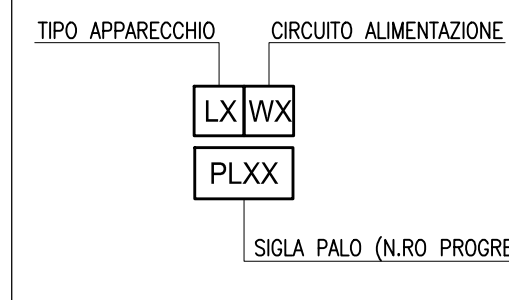 TIPO APPARECCHIO CIRCUITO ALIMENTAZIONE
LX WX
PLXX
SIGLA PALO (N.RO PROGRE